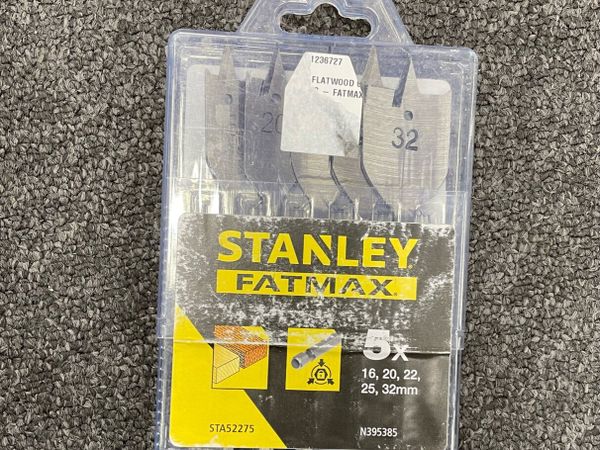 1236727
FLATWOOD
- FATMAX
20
32
STANLEY
FATMAX
5x
16, 20, 22,
25, 32mm
STA52275
N395385